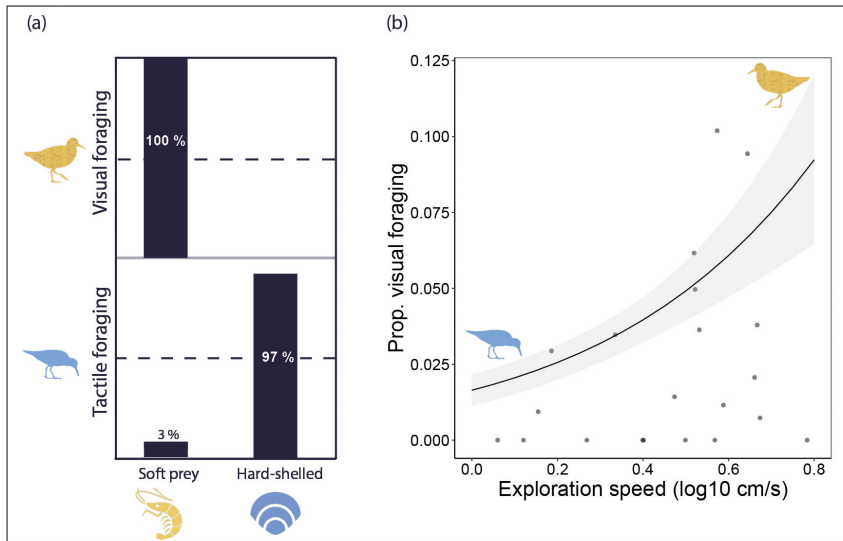 (a)
Visual foraging
100 %
Tactile foraging
97 %
3 %
Soft prey
Hard-shelled
(b)
0.125
0.100
0.075
0.050
0.025
0.000
Prop. visual foraging
0.0
0.2
0.4
0.6
0.8
Exploration speed (log10 cm/s)